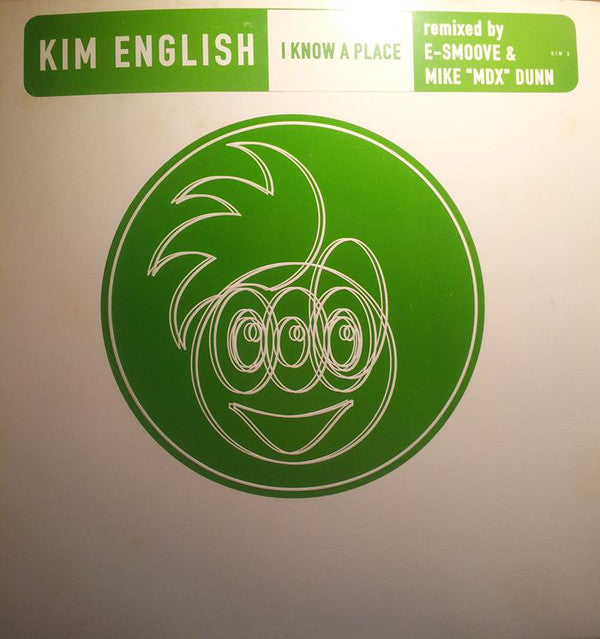 KIM ENGLISH
I KNOW A PLACE
remixed by
E-SMOOVE &
MIKE "MDX" DUNN